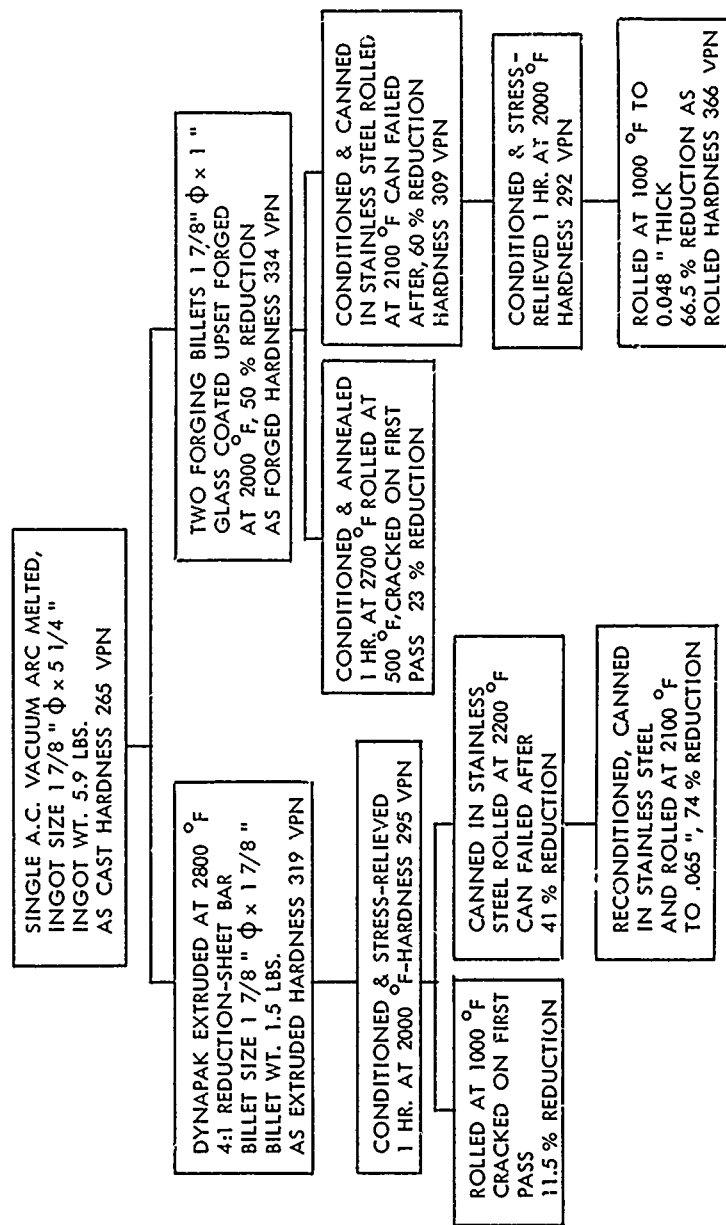 SINGLE A.C. VACUUM ARC MELTED,
INGOT SIZE 1 7/8 " Φ x 5 1/4 "
INGOT WT. 5.9 LBS.
AS CAST HARDNESS 265 VPN
DYNAPAK EXTRUDED AT 2800 °F
4:1 REDUCTION-SHEET BAR
BILLET SIZE 1 7/8" Φ x 1 7/8"
BILLET WT. 1.5 LBS.
AS EXTRUDED HARDNESS 319 VPN
TWO FORGING BILLETS 1 7/8" Φ x 1 "
GLASS COATED UPSET FORGED
AT 2000 °F, 50 % REDUCTION
AS FORGED HARDNESS 334 VPN
CONDITIONED & STRESS-RELIEVED
1 HR. AT 2000 °F-HARDNESS 295 VPN
CONDITIONED & ANNEALED
1 HR. AT 2700 °F ROLLED AT
500 °F, CRACKED ON FIRST
PASS 23 % REDUCTION
CONDITIONED & CANNED
IN STAINLESS STEEL ROLLED
AT 2100 °F CAN FAILED
AFTER, 60 % REDUCTION
HARDNESS 309 VPN
ROLLED AT 1000 °F
CRACKED ON FIRST
PASS
11.5 % REDUCTION
CANNED IN STAINLESS
STEEL ROLLED AT 2200 °F
CAN FAILED AFTER
41 % REDUCTION
CONDITIONED & STRESS-
RELIEVED 1 HR. AT 2000 °F
HARDNESS 292 VPN
RECONDITIONED, CANNED
IN STAINLESS STEEL
AND ROLLED AT 2100 °F
TO .065 ", 74 % REDUCTION
ROLLED AT 1000 °F TO
0.048 " THICK
66.5 % REDUCTION AS
ROLLED HARDNESS 366 VPN